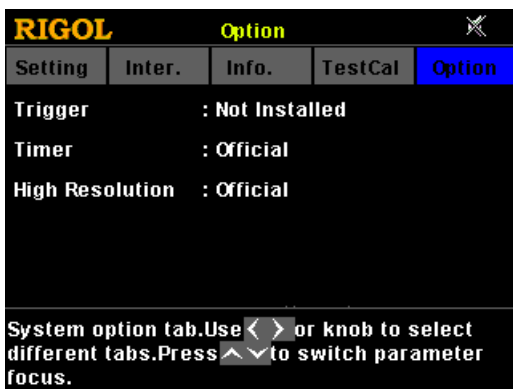 RIGOL Option
Setting Inter. Info. TestCal Option
Trigger : Not Installed
Timer : Official
High Resolution : Official
System option tab.Use or knob to select
different tabs.Press to switch parameter
focus.